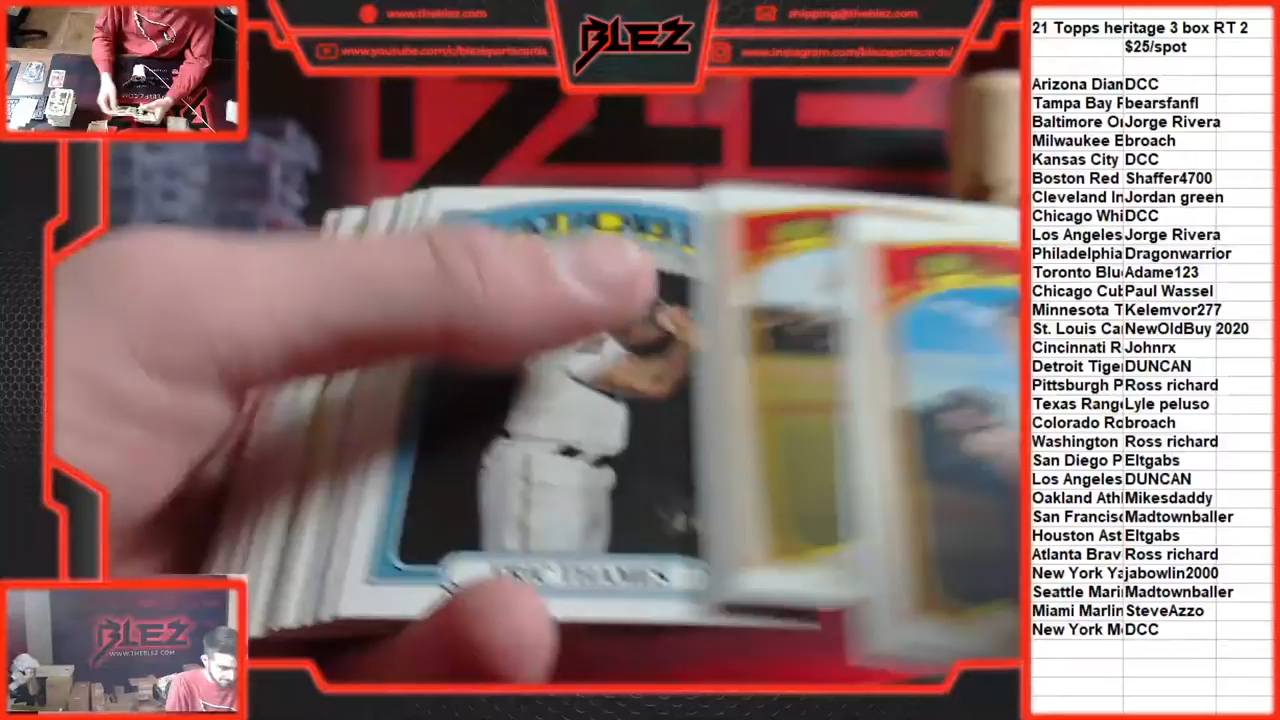 www.theblez.com
BLEZ
shipping@theblez.com
www.youtube.com/c/blezsportscards
www.instagram.com/blezsportscards/
21 Topps heritage 3 box RT 2
$25/spot
Arizona Dian DCC
Tampa Bay F bearsfanfl
Baltimore Or Jorge Rivera
Milwaukee B broach
Kansas City DCC
Boston Red Shaffer4700
Cleveland In Jordan green
Chicago Whi DCC
Los Angeles Jorge Rivera
Philadelphia Dragonwarrior
Toronto Blu Adame123
Chicago Cub Paul Wassel
Minnesota T Kelemvor277
St. Louis Car NewOldBuy 2020
Cincinnati R Johnrx
Detroit Tige DUNCAN
Pittsburgh P Ross richard
Texas Rang Lyle peluso
Colorado Ro broach
Washington Ross richard
San Diego P Eltgabs
Los Angeles DUNCAN
Oakland Ath Mikesdaddy
San Francisc Madtownballer
Houston Ast Eltgabs
Atlanta Brav Ross richard
New York Ya jabowlin2000
Seattle Mari Madtownballer
Miami Marlin SteveAzzo
New York M DCC
BLEZ
WWW.THEBLEZ.COM